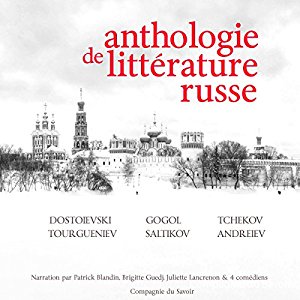 anthologie
de littérature
russe
DOSTOIEVSKI GOGOL TCHEKOV
TOURGUENIEV SALTIKOV ANDREIEV
Narration par Patrick Blandin, Brigitte Guedj, Juliette Lancrenon & 4 comédiens
Compagnie du Savoir